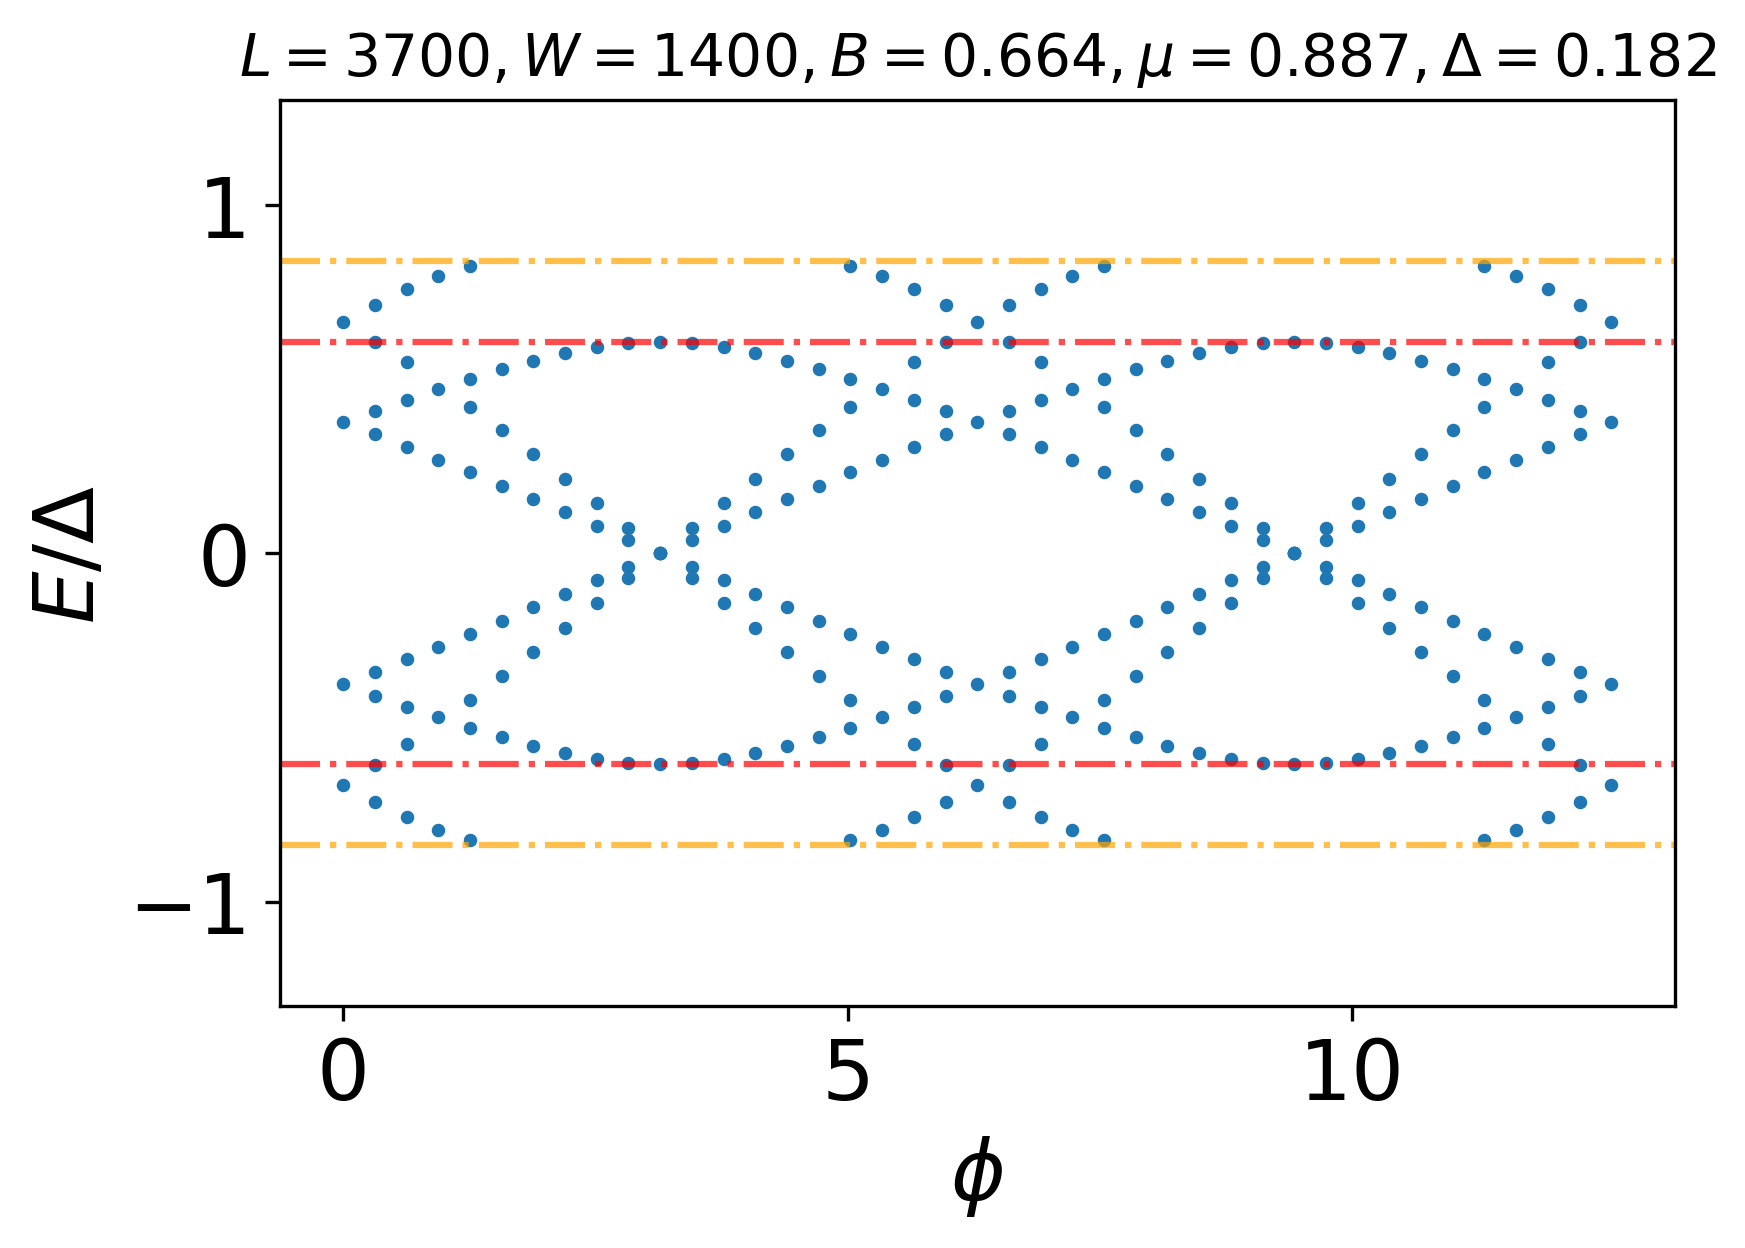 L = 3700, W = 1400, B = 0.664, μ = 0.887, Δ = 0.182
1
0
−1
E/Δ
0 5 10
ϕ